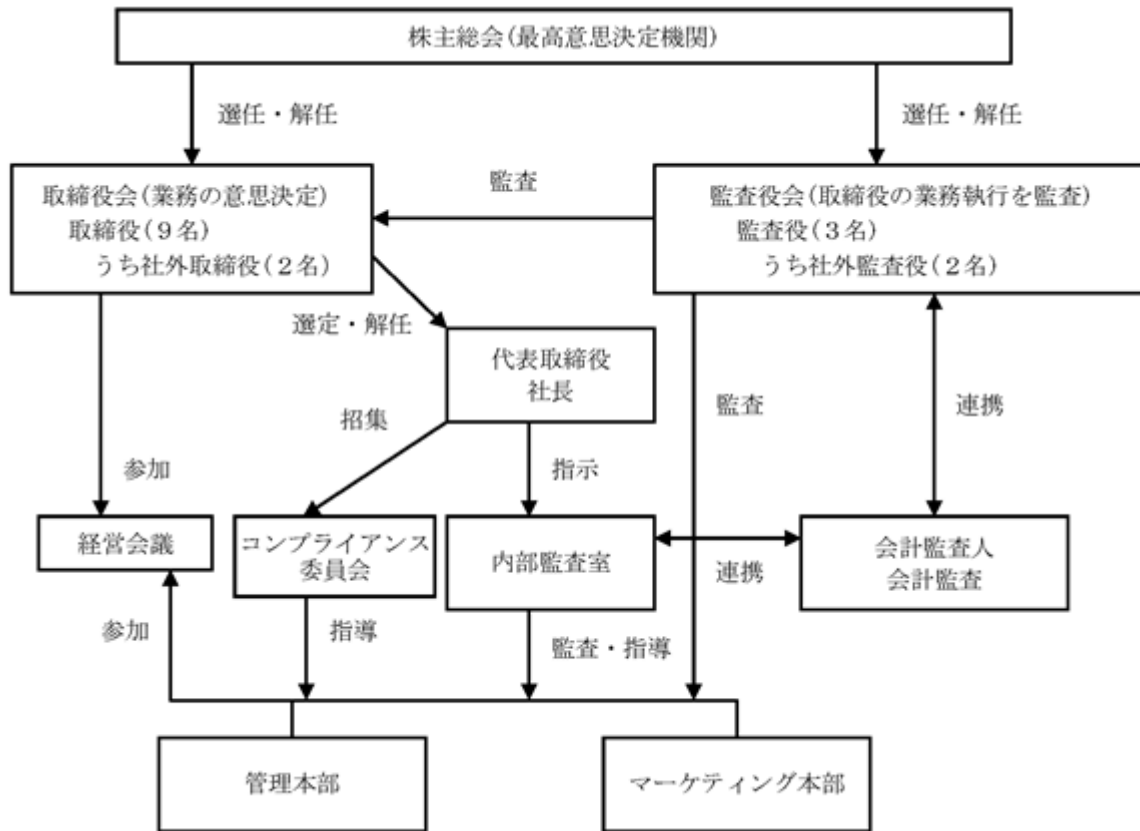 株主総会(最高意思決定機関)
選任・解任
選任・解任
取締役会(業務の意思決定)
取締役(9名)
うち社外取締役(2名)
監査
監査役会(取締役の業務執行を監査)
監査役(3名)
うち社外監査役(2名)
選定・解任
代表取締役
社長
招集
監査
連携
参加
指示
経営会議
コンプライアンス
委員会
内部監査室
連携
会計監査人
会計監査
参加
指導
監査・指導
管理本部
マーケティング本部